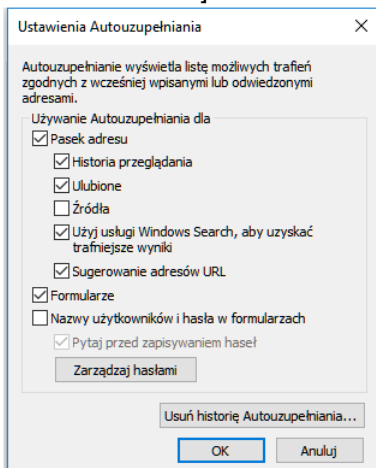 Ustawienia Autouzupełniania
Autouzupełnianie wyświetla listę możliwych trafień
zgodnych z wcześniej wpisanymi lub odwiedzonymi
adresami.
Używanie Autouzupełniania dla
Pasek adresu
Historia przeglądania
Ulubione
Źródła
Użyj usługi Windows Search, aby uzyskać
trafniejsze wyniki
Sugerowanie adresów URL
Formularze
Nazwy użytkowników i hasła w formularzach
Pytaj przed zapisywaniem haseł
Zarządzaj hasłami
Usuń historię Autouzupełniania...
OK Anuluj